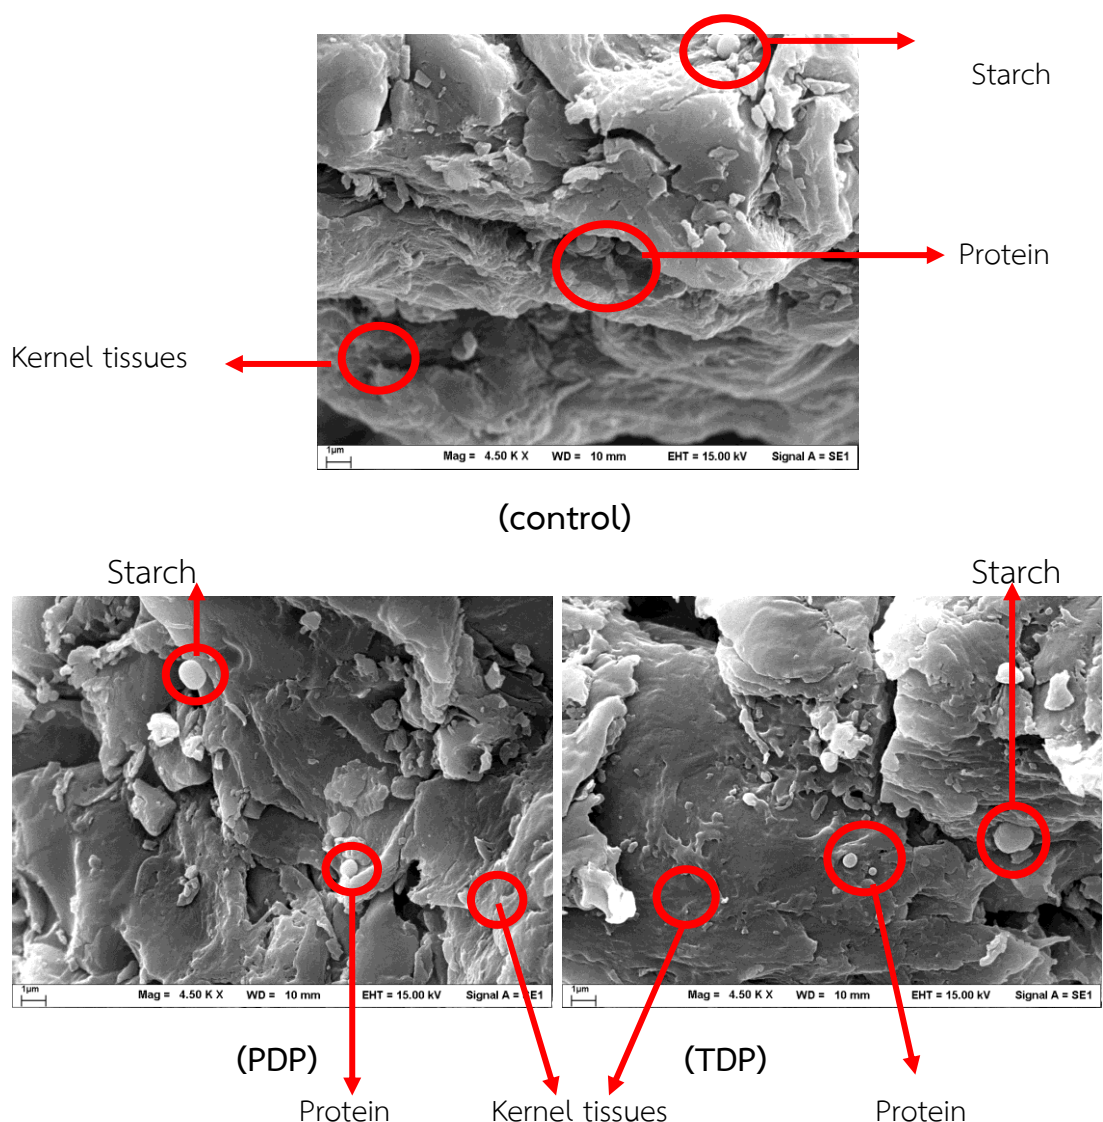 Starch
Protein
Kernel tissues
1µm
Mag = 4.50 K X WD = 10 mm EHT = 15.00 kV Signal A = SE1
(control)
Starch
Starch
1µm
Mag = 4.50 K X WD = 10 mm EHT = 15.00 kV Signal A = SE1
1µm
Mag = 4.50 K X WD = 10 mm EHT = 15.00 kV Signal A = SE1
(PDP)
(TDP)
Protein
Kernel tissues
Protein